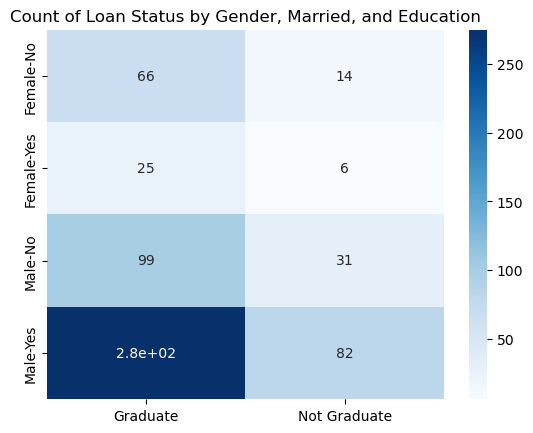 Count of Loan Status by Gender, Married, and Education
Female-No
66
14
Female-Yes
25
6
Male-No
99
31
Male-Yes
2.8e+02
82
Graduate
Not Graduate
250
200
150
100
50